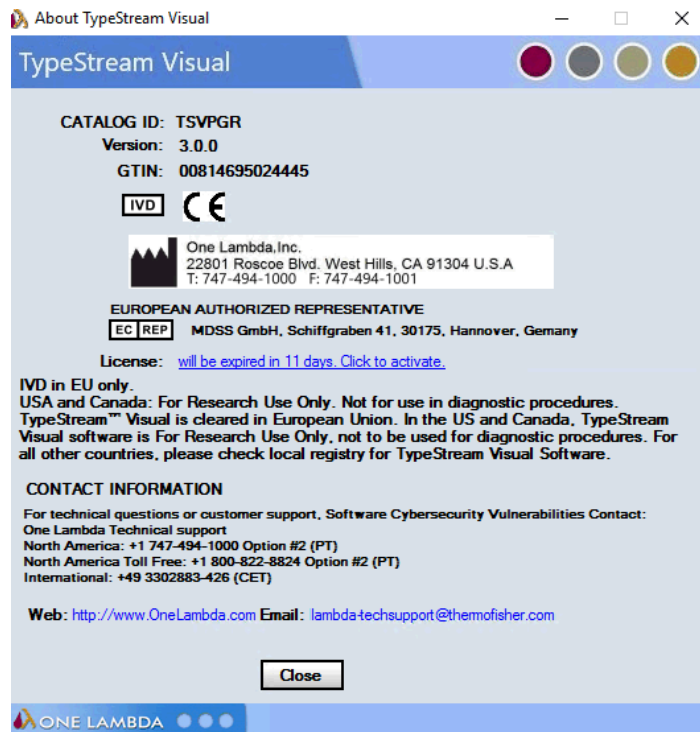 About TypeStream Visual
TypeStream Visual
CATALOG ID: TSVPGR
Version: 3.0.0
GTIN: 00814695024445
IVD CE
One Lambda,Inc.
22801 Roscoe Blvd. West Hills, CA 91304 U.S.A
T: 747-494-1000 F: 747-494-1001
EUROPEAN AUTHORIZED REPRESENTATIVE
EC REP MDSS GmbH, Schiffgraben 41, 30175, Hannover, Gemany
License: will be expired in 11 days. Click to activate.
IVD in EU only.
USA and Canada: For Research Use Only. Not for use in diagnostic procedures.
TypeStream™ Visual is cleared in European Union. In the US and Canada, TypeStream
Visual software is For Research Use Only, not to be used for diagnostic procedures. For
all other countries, please check local registry for TypeStream Visual Software.
CONTACT INFORMATION
For technical questions or customer support, Software Cybersecurity Vulnerabilities Contact:
One Lambda Technical support
North America: +1 747-494-1000 Option #2 (PT)
North America Toll Free: +1 800-822-8824 Option #2 (PT)
International: +49 3302883-426 (CET)
Web: http://www.OneLambda.com Email: lambda-techsupport@thermofisher.com
Close
ONE LAMBDA